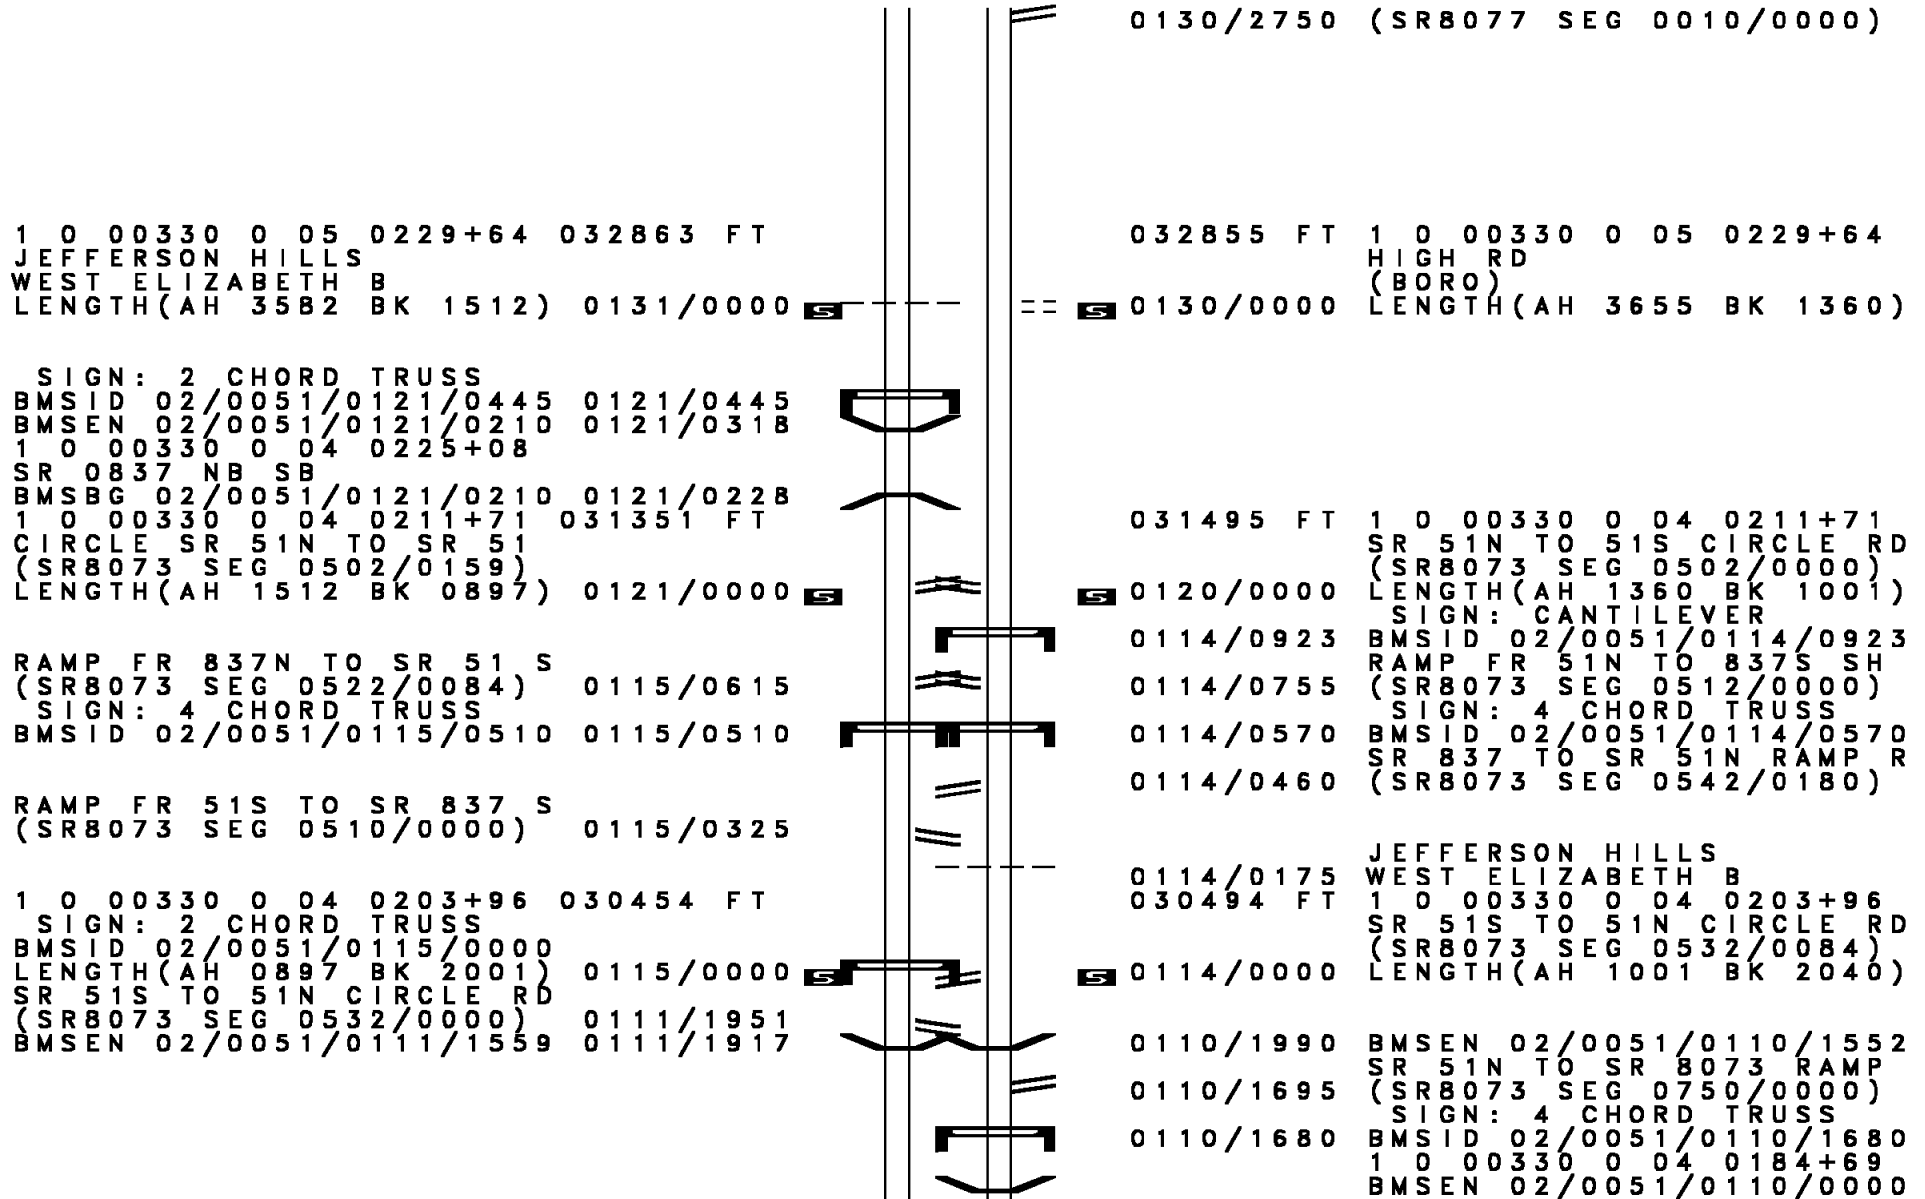 0130/2750 (SR8077 SEG 0010/0000)
1 0 00330 0 05 0229+64 032863 FT
JEFFERSON HILLS
WEST ELIZABETH B
LENGTH(AH 3582 BK 1512) 0131/0000 S
SIGN: 2 CHORD TRUSS
BMSID 02/0051/0121/0445 0121/0445
BMSEN 02/0051/0121/0210 0121/0318
1 0 00330 0 04 0225+08
SR 0837 NB SB
BMSBG 02/0051/0121/0210 0121/0228
1 0 00330 0 04 0211+71 031351 FT
CIRCLE SR 51N TO SR 51
(SR8073 SEG 0502/0159)
LENGTH(AH 1512 BK 0897) 0121/0000 S
RAMP FR 837N TO SR 51 S
(SR8073 SEG 0522/0084) 0115/0615
SIGN: 4 CHORD TRUSS
BMSID 02/0051/0115/0510 0115/0510
RAMP FR 51S TO SR 837 S
(SR8073 SEG 0510/0000) 0115/0325
1 0 00330 0 04 0203+96 030454 FT
SIGN: 2 CHORD TRUSS
BMSID 02/0051/0115/0000
LENGTH(AH 0897 BK 2001) 0115/0000 S
SR 51S TO 51N CIRCLE RD
(SR8073 SEG 0532/0000) 0111/1951
BMSEN 02/0051/0111/1559 0111/1917
032855 FT 1 0 00330 0 05 0229+64
HIGH RD
(BORO)
S 0130/0000 LENGTH(AH 3655 BK 1360)
031495 FT 1 0 00330 0 04 0211+71
SR 51N TO 51S CIRCLE RD
(SR8073 SEG 0502/0000)
S 0120/0000 LENGTH(AH 1360 BK 1001)
SIGN: CANTILEVER
0114/0923 BMSID 02/0051/0114/0923
RAMP FR 51N TO 837S SH
0114/0755 (SR8073 SEG 0512/0000)
SIGN: 4 CHORD TRUSS
0114/0570 BMSID 02/0051/0114/0570
SR 837 TO SR 51N RAMP R
0114/0460 (SR8073 SEG 0542/0180)
JEFFERSON HILLS
0114/0175 WEST ELIZABETH B
030494 FT 1 0 00330 0 04 0203+96
SR 51S TO 51N CIRCLE RD
(SR8073 SEG 0532/0084)
S 0114/0000 LENGTH(AH 1001 BK 2040)
0110/1990 BMSEN 02/0051/0110/1552
SR 51N TO SR 8073 RAMP
0110/1695 (SR8073 SEG 0750/0000)
SIGN: 4 CHORD TRUSS
0110/1680 BMSID 02/0051/0110/1680
1 0 00330 0 04 0184+69
BMSEN 02/0051/0110/0000